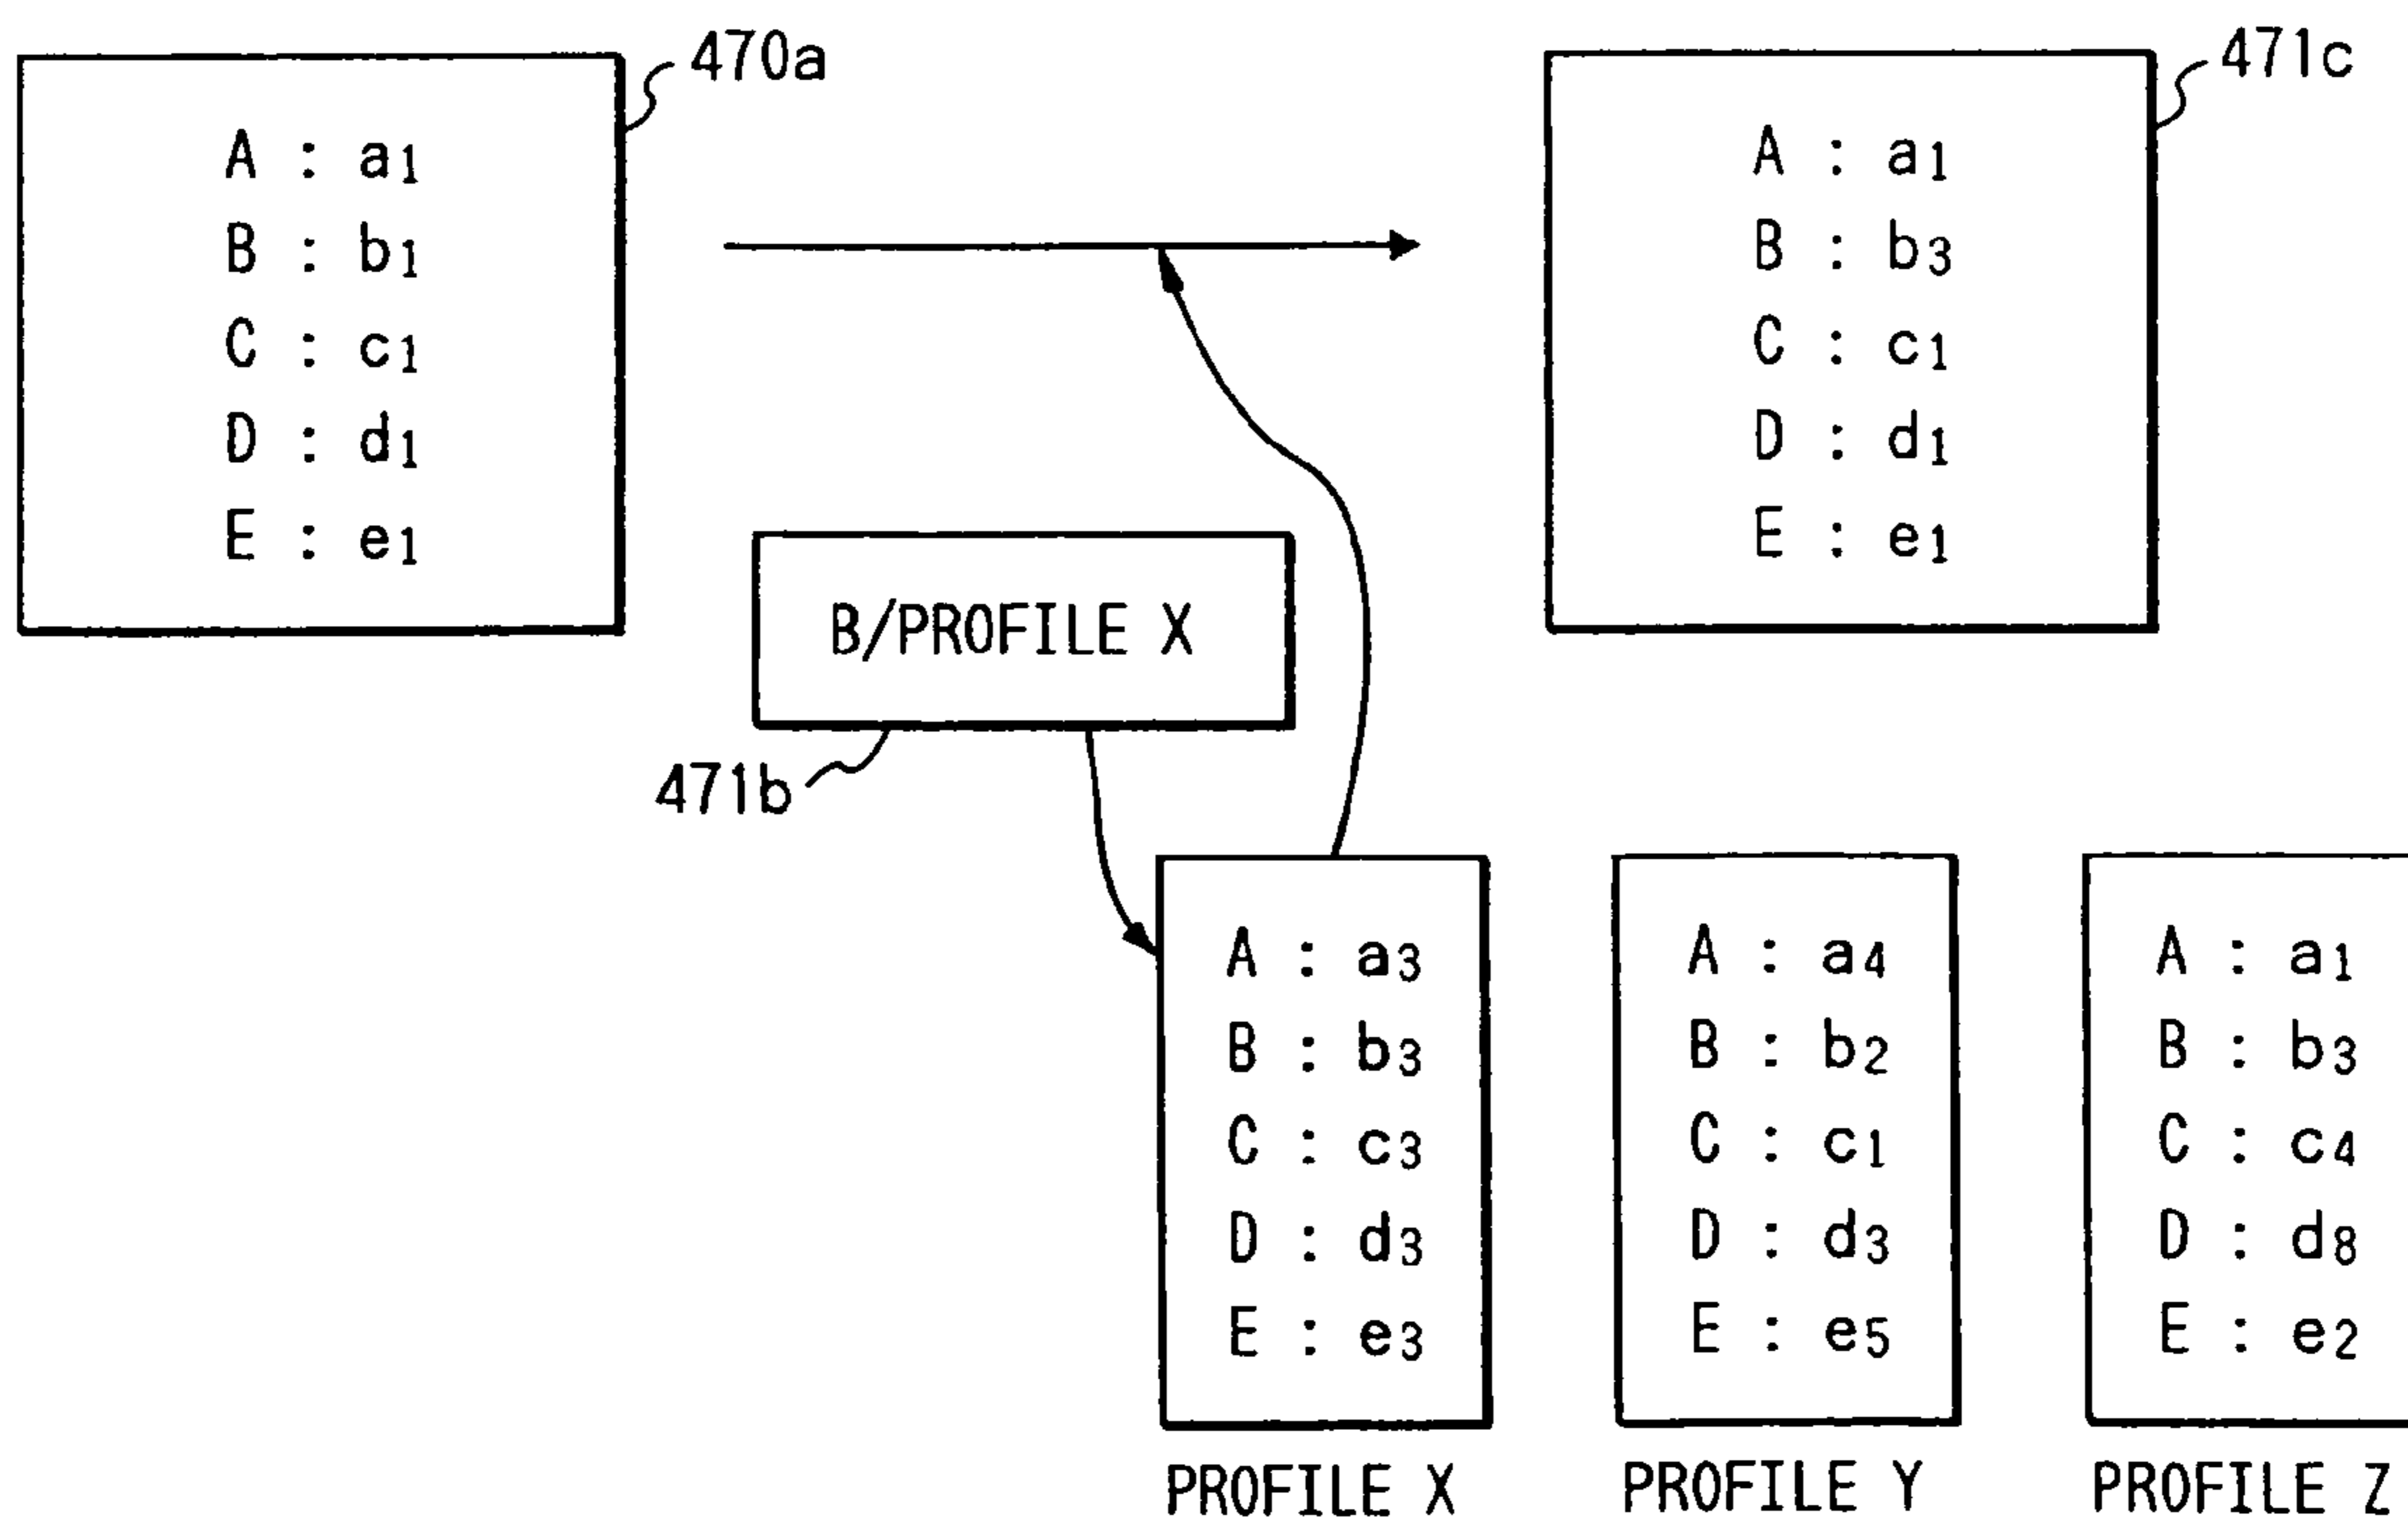 470a
A : a1
B : b1
C : c1
D : d1
E : e1
471c
A : a1
B : b3
C : c1
D : d1
E : e1
B/PROFILE X
471b
A : a3
B : b3
C : c3
D : d3
E : e3
PROFILE X
A : a4
B : b2
C : c1
D : d3
E : e5
PROFILE Y
A : a1
B : b3
C : c4
D : d8
E : e2
PROFILE Z